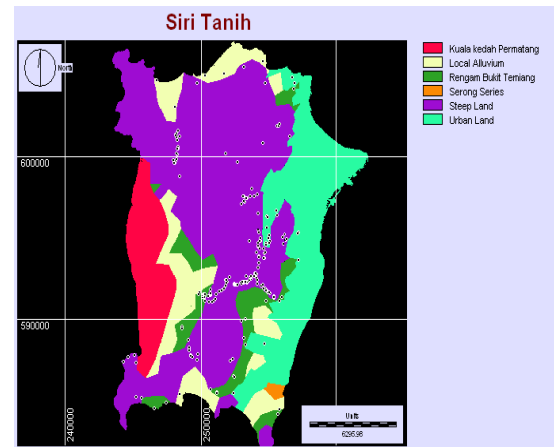 Siri Tanih
North
Kuala kedah Permatang
Local Alluvium
Rengam Bukit Temiang
Serong Series
Steep Land
Urban Land
600000
590000
240000
250000
Units
6295.96